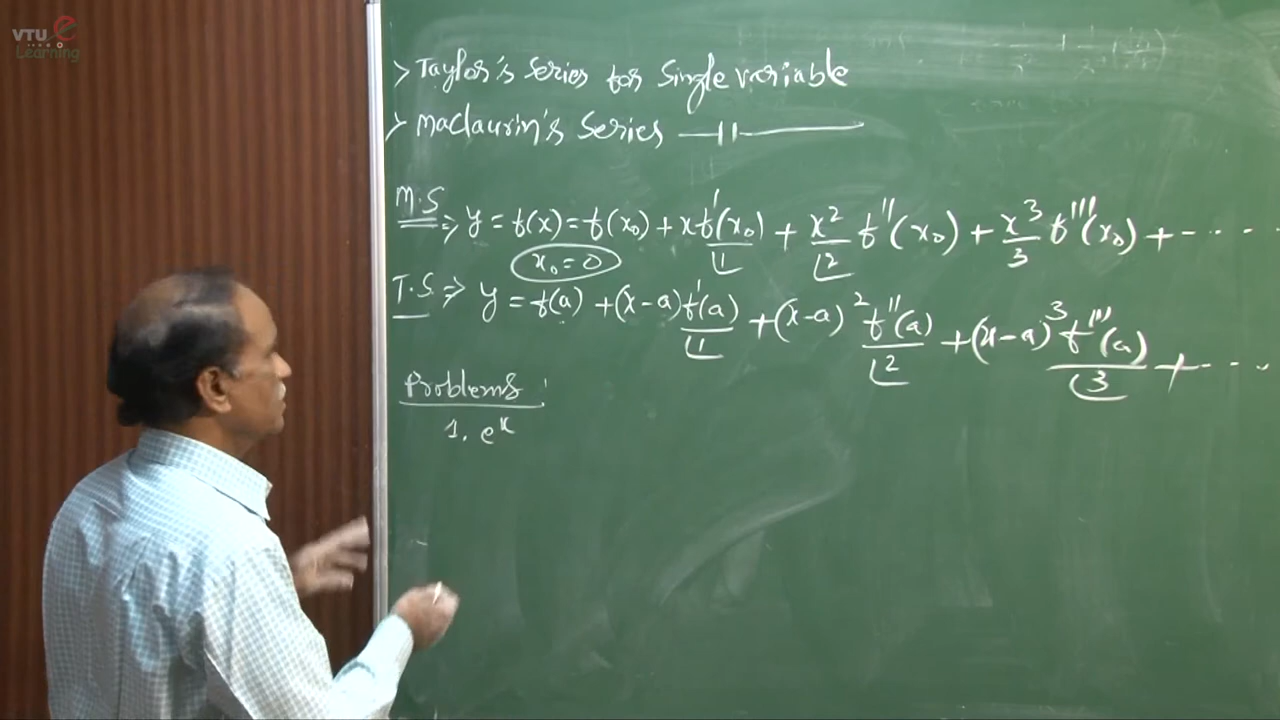 VTU e
Learning
> Taylor's Series for Single variable
> Maclaurin's Series —||—
M.S ⇒ y = f(x) = f(x₀) + x f'(x₀)/⌊1 + x²/⌊2 f''(x₀) + x³/3 f'''(x₀) + - - - -
x₀ = 0
T.S. ⇒ y = f(a) + (x-a) f'(a)/⌊1 + (x-a)² f''(a)/⌊2 + (x-a)³ f'''(a)/⌊3 + - - - -
Problems:
1. eˣ